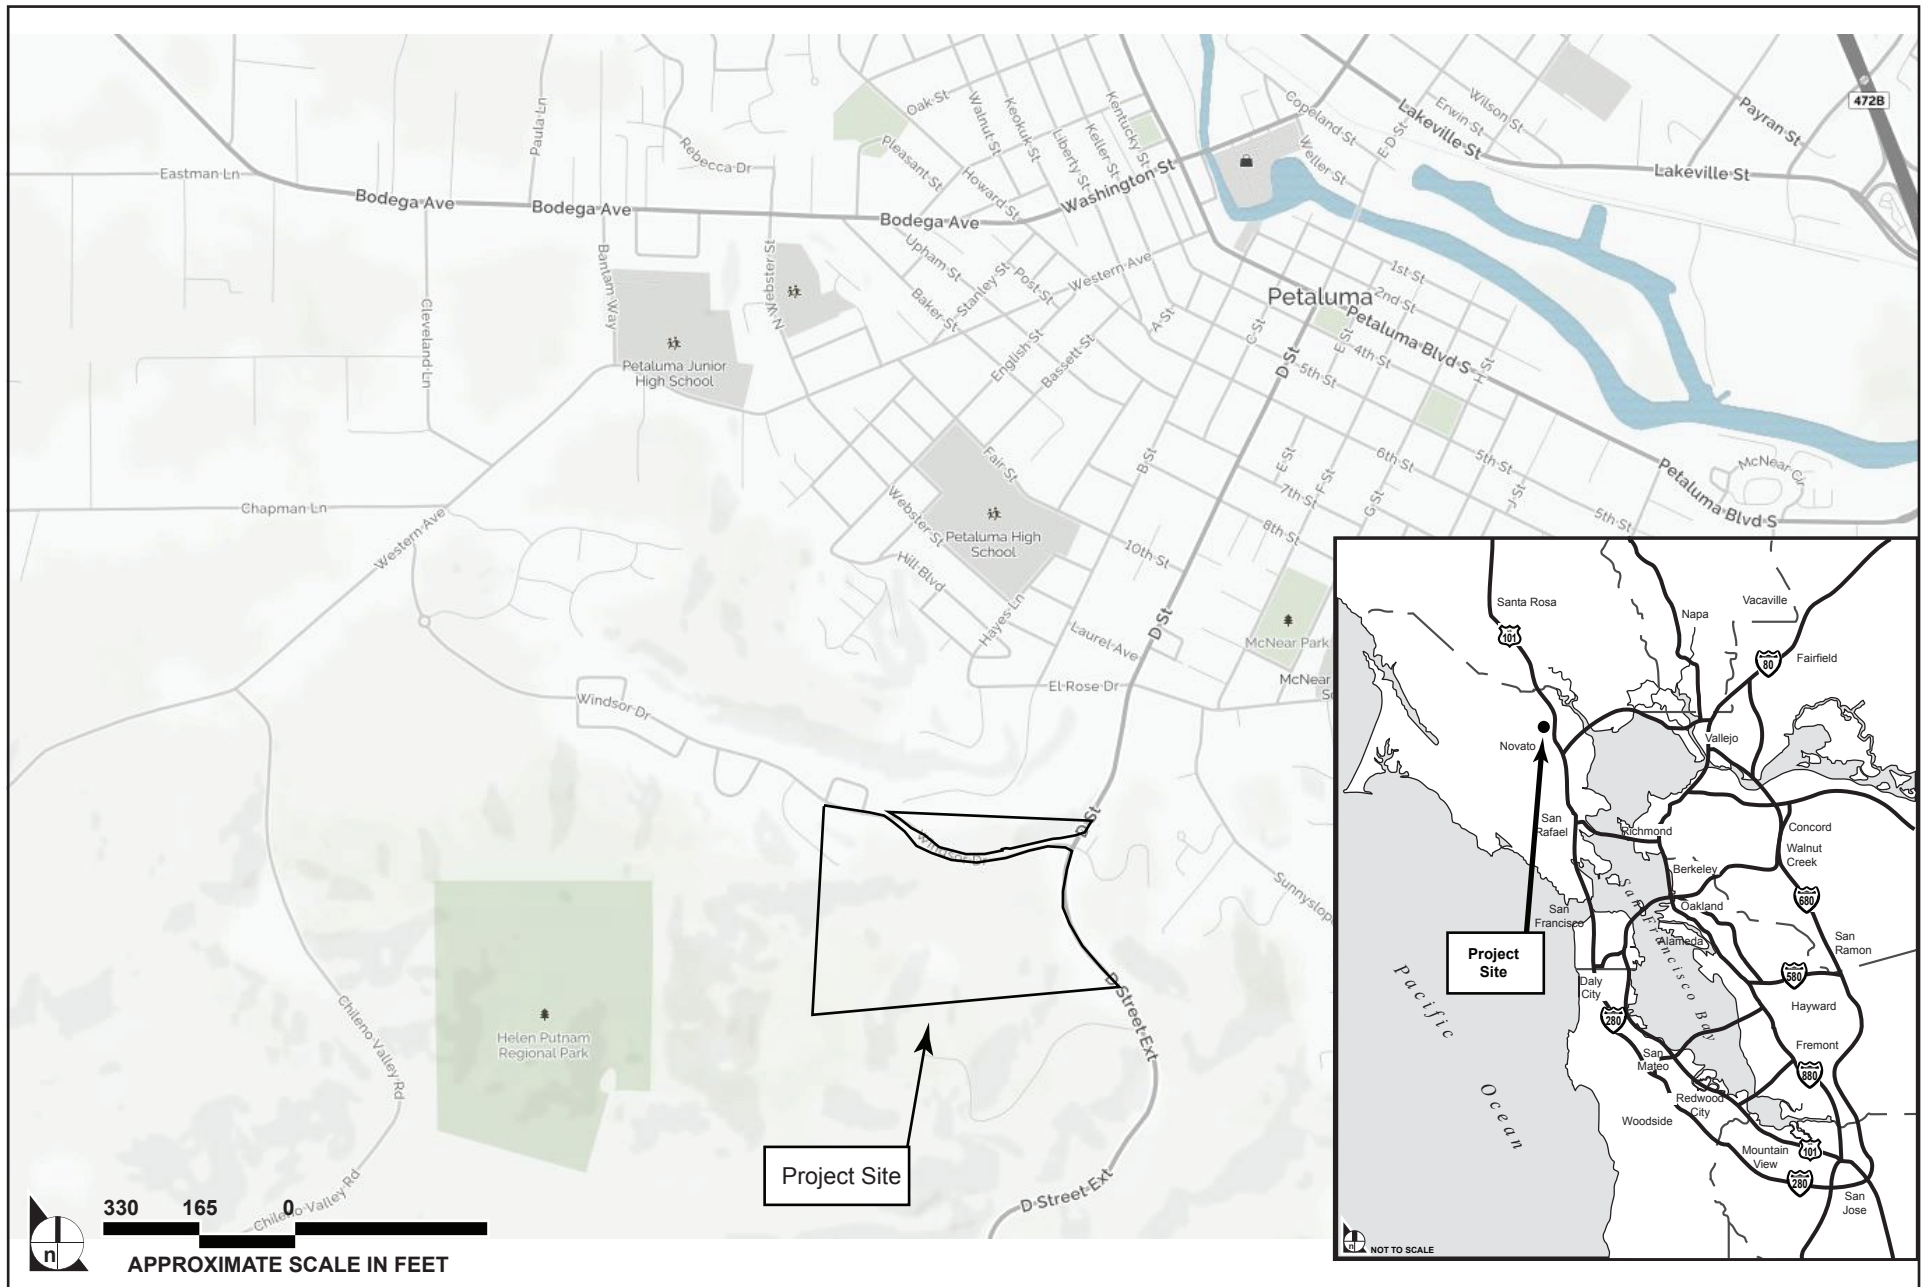 472B
Payran St
Wilson St
Erwin St
Lakeville St
Lakeville St
Copeland St
E D St
Weller St
Kentucky St
Keller St
Liberty St
Keokuk St
Walnut St
Oak St
Pleasant St
Howard St
Washington St
Paula Ln
Rebecca Dr
Eastman Ln
Bodega Ave
Bodega Ave
Bodega Ave
Upham St
Stanley St
Post St
Western Ave
Baker St
Bantam Way
N Webster St
Cleveland Ln
Petaluma Junior
High School
English St
Bassett St
A St
C St
D St
E St
Petaluma
1st St
2nd St
Petaluma Blvd S
4th St
5th St
H St
Fair St
B St
E St
F St
G St
6th St
5th St
7th St
8th St
J St
5th St
Petaluma Blvd S
McNear Cir
Chapman Ln
Western Ave
Webster St
Petaluma High
School
Hill Blvd
10th St
Hayes Ln
Laurel Ave
D St
McNear Park
McNear
El Rose Dr
Windsor Dr
D St
Windsor Dr
Sunnyslop
D Street Ext
D Street Ext
Chileno Valley Rd
Chileno Valley Rd
Helen Putnam
Regional Park
Project Site
330 165 0
APPROXIMATE SCALE IN FEET
n
Santa Rosa
101
Napa
Vacaville
80
Fairfield
Novato
Vallejo
San
Rafael
Richmond
Concord
Walnut
Creek
Berkeley
680
Oakland
San
Francisco
Alameda
San
Ramon
Project
Site
580
Daly
City
280
Hayward
San Francisco Bay
Pacific
Ocean
San
Mateo
Fremont
880
Redwood
City
Woodside
Mountain
View
101
280
San
Jose
n
NOT TO SCALE